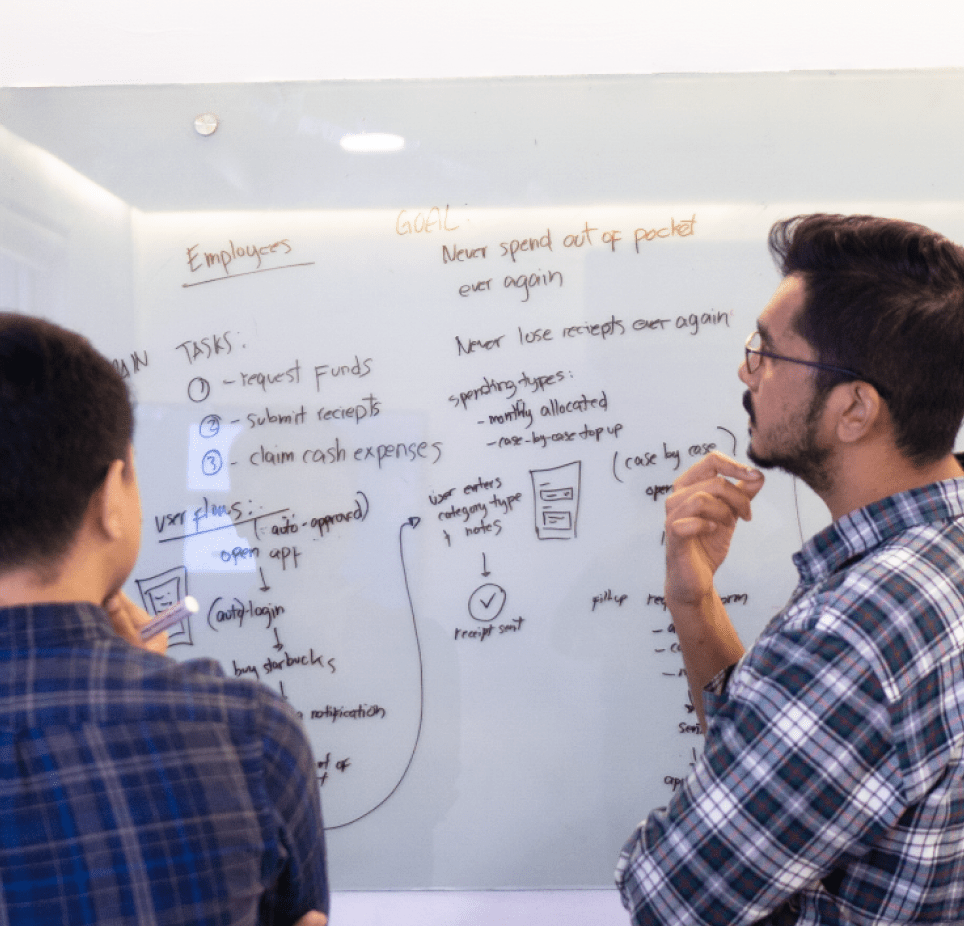 GOAL:
Employees
Never spend out of pocket
ever again
TASKS:
① - request Funds
② - submit reciepts
③ - claim cash expenses
Never lose reciepts ever again
spending types:
- monthly allocated
- case-by-case top up
user flows:
(auto-approved)
open app
(auto)-login
buy starbucks
notification
of
user enters
category type
& notes
receipt sent
(case by case)